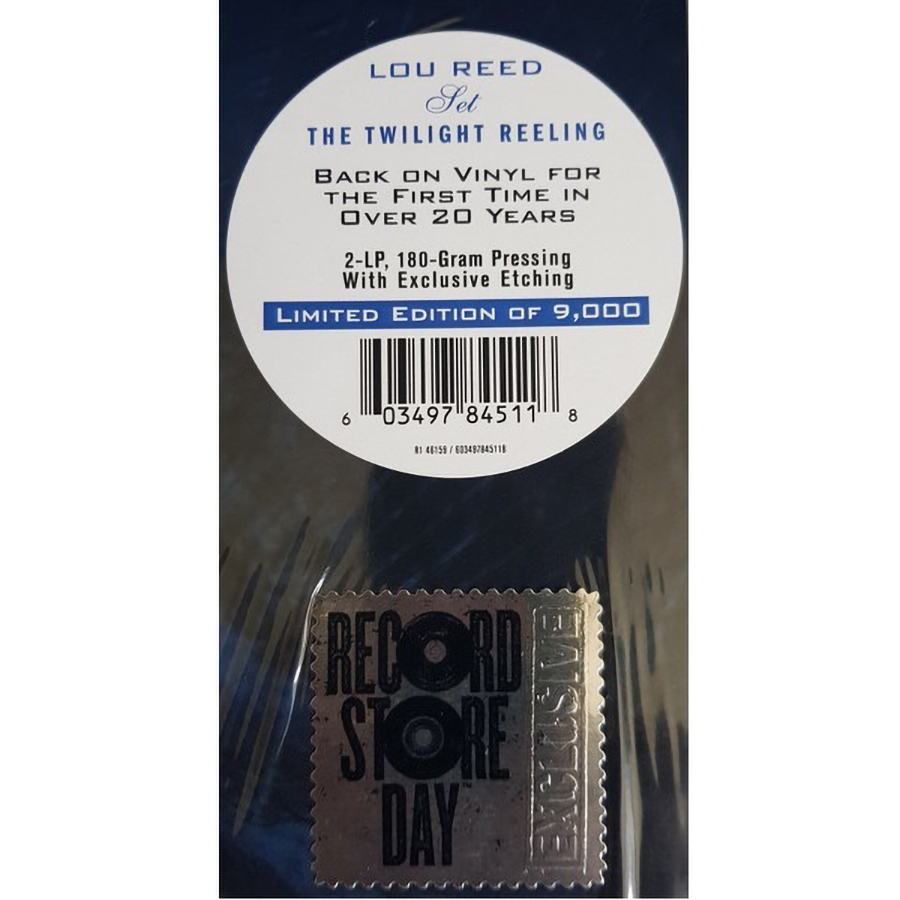 LOU REED
Set
THE TWILIGHT REELING
BACK ON VINYL FOR
THE FIRST TIME IN
OVER 20 YEARS
2-LP, 180-Gram Pressing
With Exclusive Etching
LIMITED EDITION OF 9,000
6 03497 84511 8
R1 46159 / 603497845118
RECORD
STORE
DAY
EXCLUSIVE